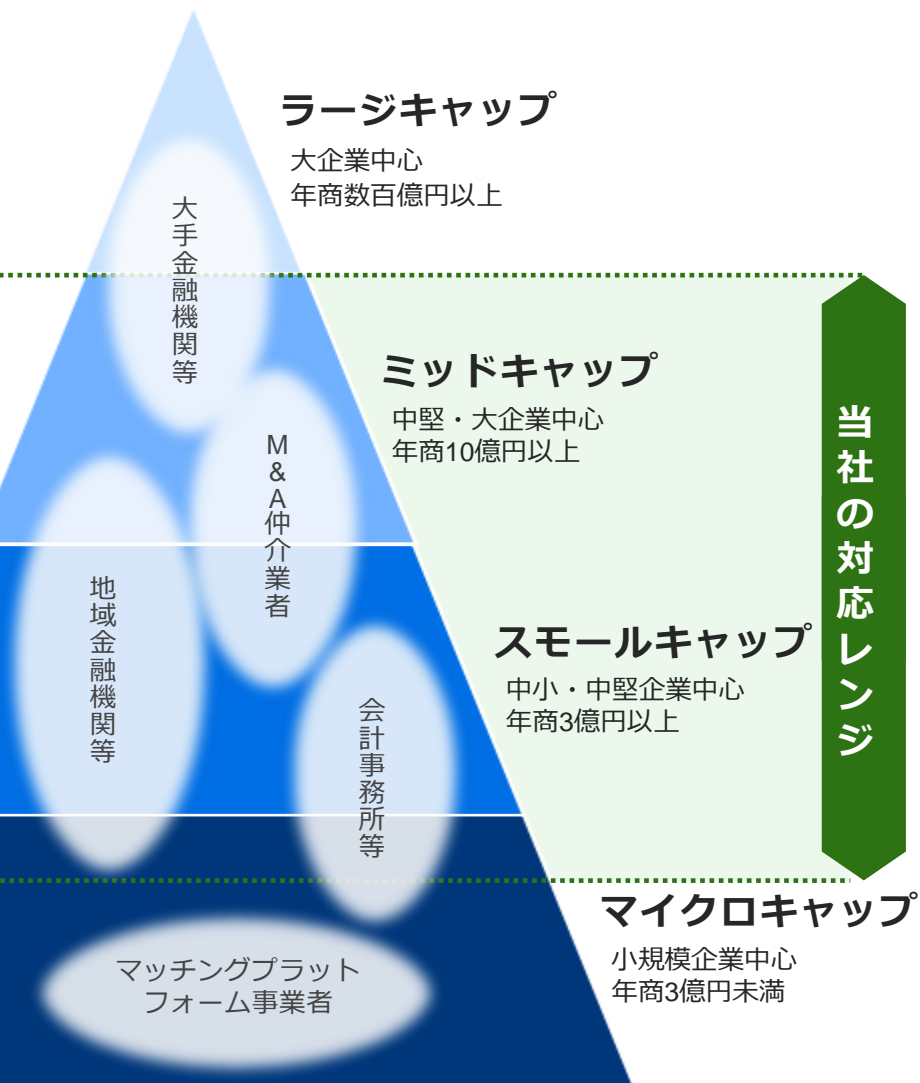 ラージキャップ
大企業中心
年商数百億円以上
大手金融機関等
ミッドキャップ
中堅・大企業中心
年商10億円以上
M&A仲介業者
当社の対応レンジ
地域金融機関等
スモールキャップ
中小・中堅企業中心
年商3億円以上
会計事務所等
マイクロキャップ
小規模企業中心
年商3億円未満
マッチングプラット
フォーム事業者